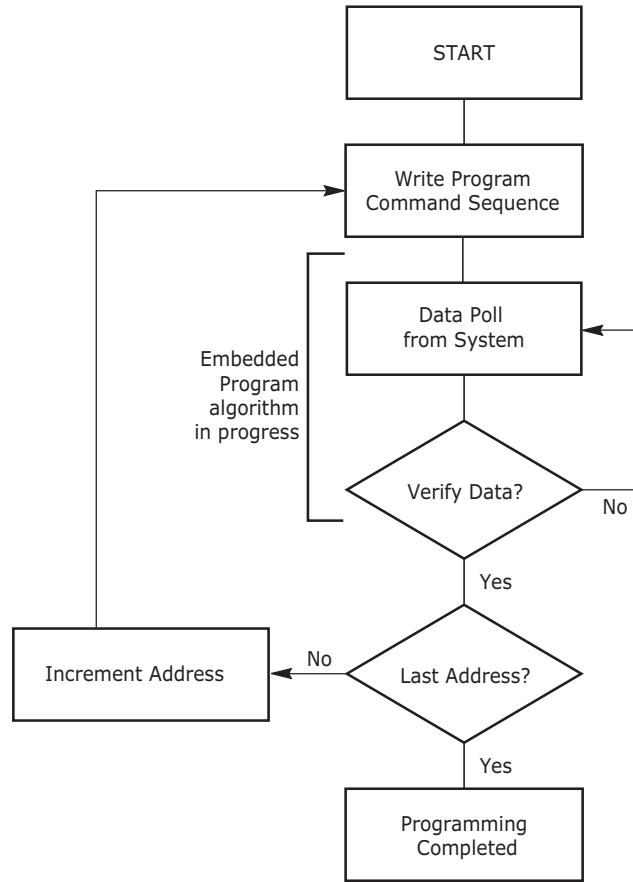 START
Write Program
Command Sequence
Data Poll
from System
Embedded
Program
algorithm
in progress
Verify Data?
No
Yes
Increment Address
No
Last Address?
Yes
Programming
Completed